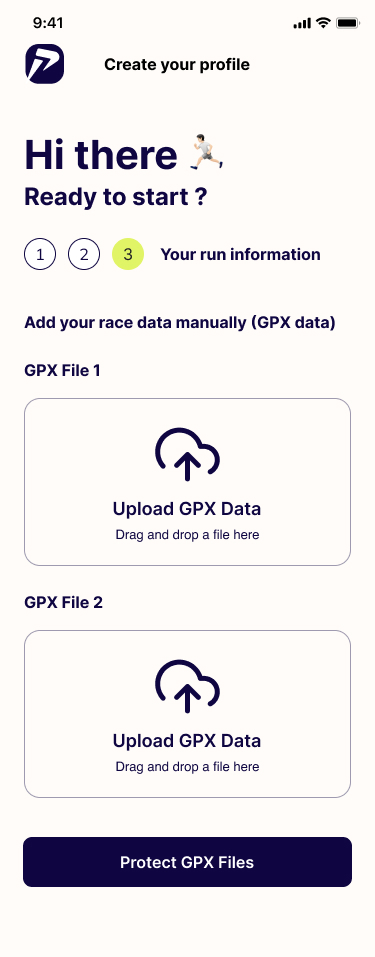 9:41
Create your profile
Hi there 🏃🏻
Ready to start ?
1 2 3 Your run information
Add your race data manually (GPX data)
GPX File 1
Upload GPX Data
Drag and drop a file here
GPX File 2
Upload GPX Data
Drag and drop a file here
Protect GPX Files